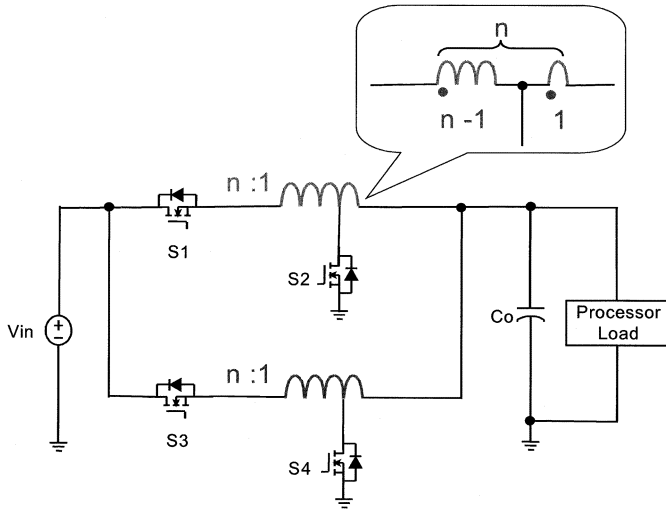 n
n -1
1
n :1
S1
S2
Vin
+
−
Co
Processor
Load
n :1
S3
S4